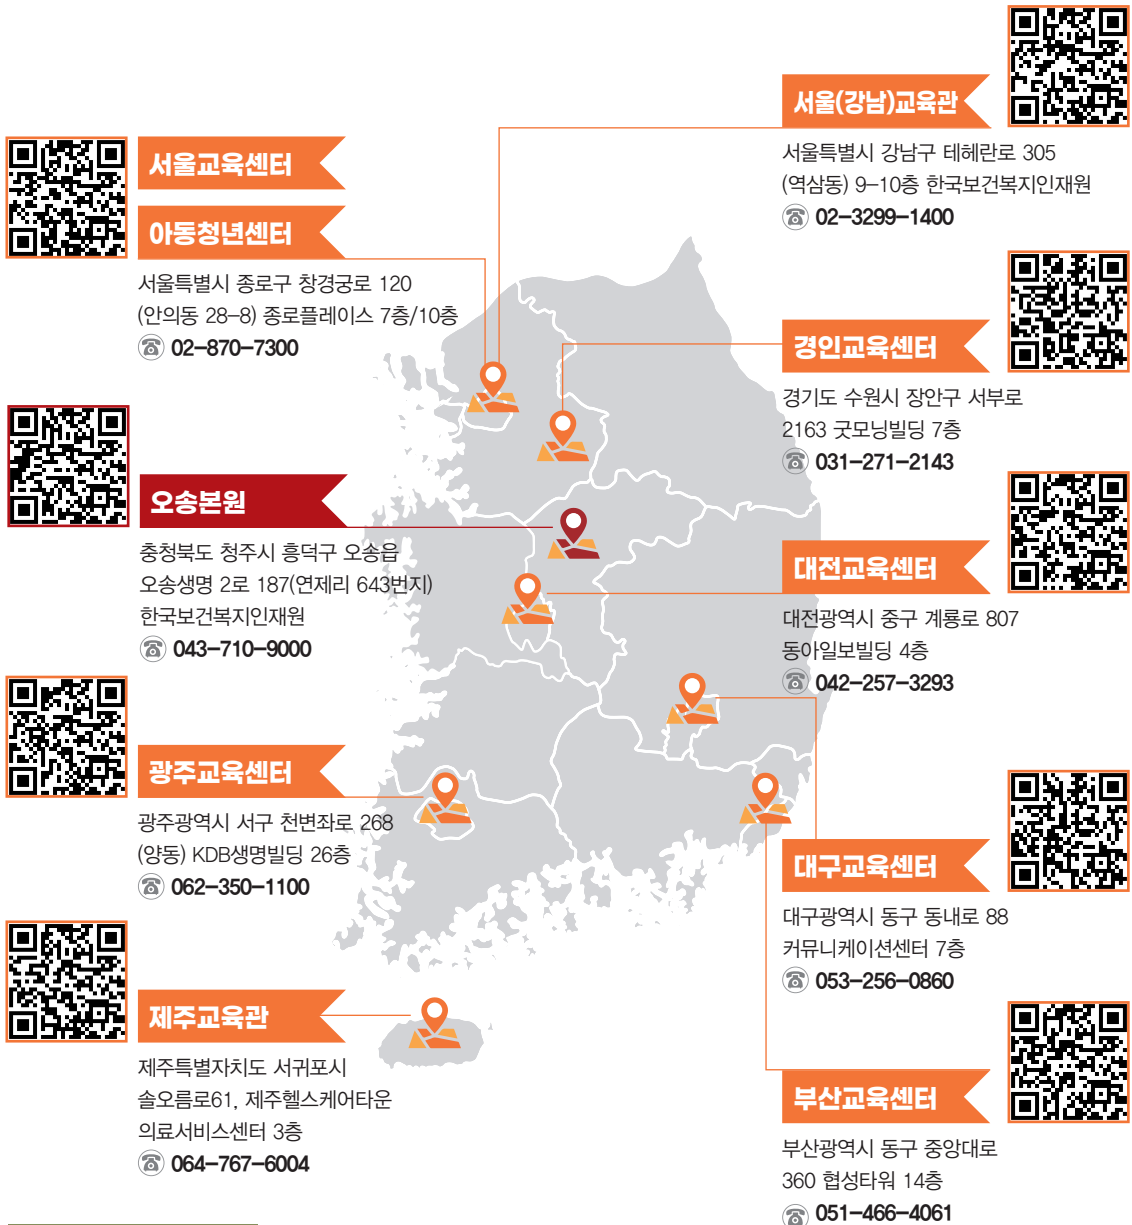 서울교육센터
아동청년센터
서울특별시 종로구 창경궁로 120
(안의동 28-8) 종로플레이스 7층/10층
02-870-7300
오송본원
충청북도 청주시 흥덕구 오송읍
오송생명 2로 187(연제리 643번지)
한국보건복지인재원
043-710-9000
광주교육센터
광주광역시 서구 천변좌로 268
(양동) KDB생명빌딩 26층
062-350-1100
제주교육관
제주특별자치도 서귀포시
솔오름로61, 제주헬스케어타운
의료서비스센터 3층
064-767-6004
서울(강남)교육관
서울특별시 강남구 테헤란로 305
(역삼동) 9-10층 한국보건복지인재원
02-3299-1400
경인교육센터
경기도 수원시 장안구 서부로
2163 굿모닝빌딩 7층
031-271-2143
대전교육센터
대전광역시 중구 계룡로 807
동아일보빌딩 4층
042-257-3293
대구교육센터
대구광역시 동구 동내로 88
커뮤니케이션센터 7층
053-256-0860
부산교육센터
부산광역시 동구 중앙대로
360 협성타워 14층
051-466-4061